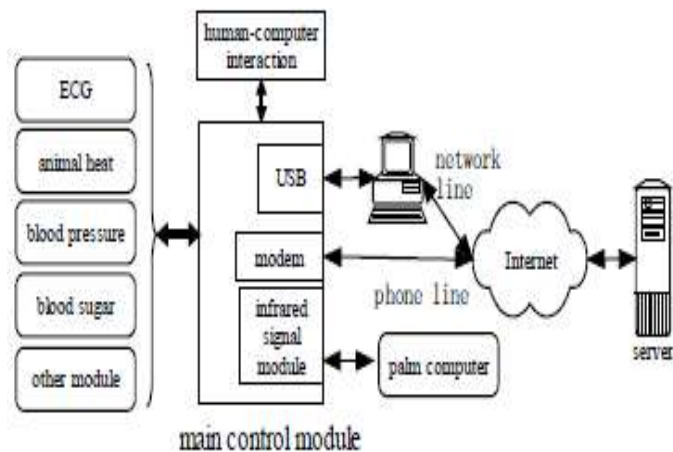 human-computer
interaction
ECG
animal heat
blood pressure
blood sugar
other module
USB
modem
infrared
signal
module
network
line
phone line
Internet
palm computer
server
main control module